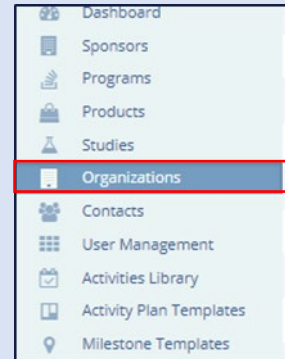 Dashboard
Sponsors
Programs
Products
Studies
Organizations
Contacts
User Management
Activities Library
Activity Plan Templates
Milestone Templates